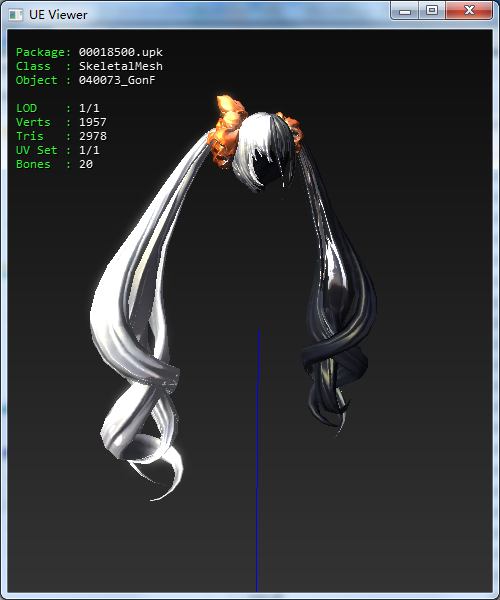 UE Viewer
Package: 00018500.upk
Class : SkeletalMesh
Object : 040073_GonF
LOD : 1/1
Verts : 1957
Tris : 2978
UV Set : 1/1
Bones : 20